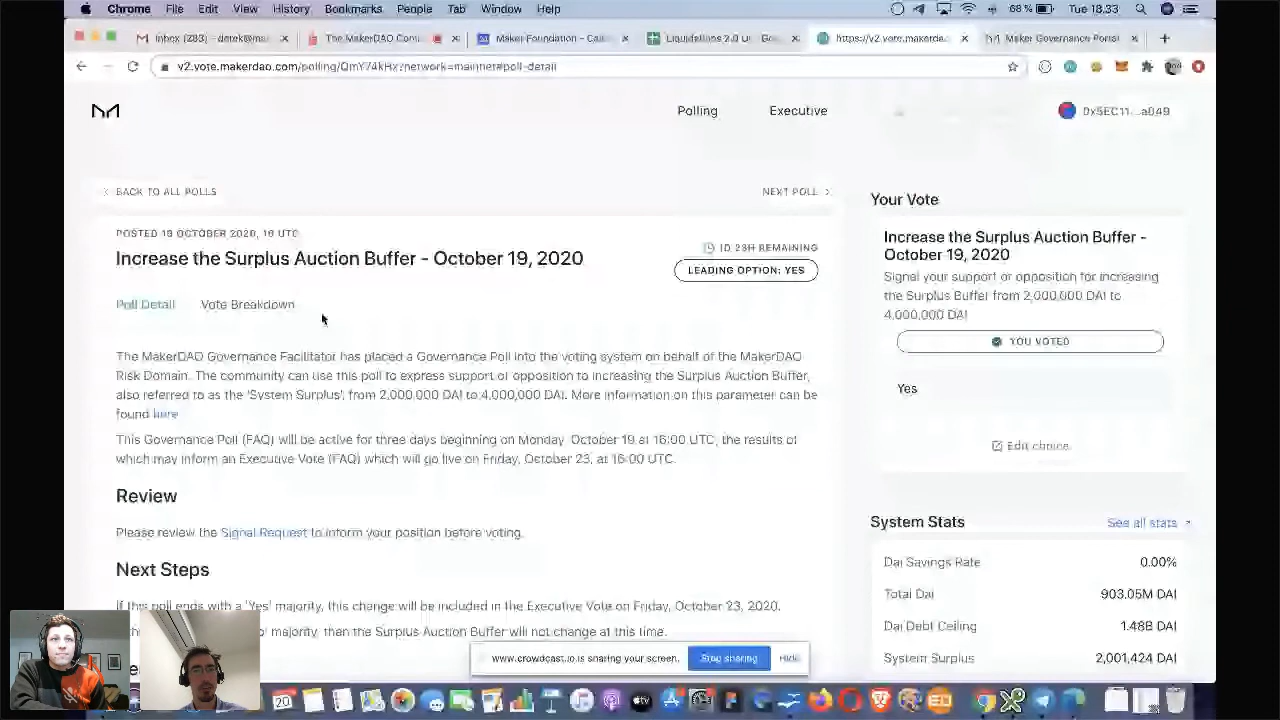 Chrome File Edit View History Bookmarks People Tab Window Help 68% Tue 18:33
Inbox (288) - derek@mak
The MakerDAO Com
Maker Foundation - Cale
Liquidations 2.0 
https://v2.vote.makerdao.
Maker Governance Portal
v2.vote.makerdao.com/polling/QmY74kHx?network=mainnet#poll-detail
Polling Executive
BACK TO ALL POLLS
NEXT POLL
POSTED 19 OCTOBER 2020, 16 UTC
1D 23H REMAINING
Increase the Surplus Auction Buffer - October 19, 2020
LEADING OPTION: YES
Poll Detail Vote Breakdown
The MakerDAO Governance Facilitator has placed a Governance Poll into the voting system on behalf of the MakerDAO
Risk Domain. The community can use this poll to express support or opposition to increasing the Surplus Auction Buffer,
also referred to as the 'System Surplus', from 2,000,000 DAI to 4,000,000 DAI. More information on this parameter can be
found here
This Governance Poll (FAQ) will be active for three days beginning on Monday, October 19 at 16:00 UTC, the results of
which may inform an Executive Vote (FAQ) which will go live on Friday, October 23, at 16:00 UTC.
Review
Please review the Signal Request to inform your position before voting.
Next Steps
If this poll ends with a 'Yes' majority, this change will be included in the Executive Vote on Friday, October 23, 2020.
majority, than the Surplus Auction Buffer will not change at this time.
Your Vote
Increase the Surplus Auction Buffer -
October 19, 2020
Signal your support or opposition for increasing
the Surplus Buffer from 2,000,000 DAI to
4,000,000 DAI
YOU VOTED
Yes
Edit choice
System Stats
See all stats
Dai Savings Rate 0.00%
Total Dai 903.05M DAI
Dai Debt Ceiling 1.48B DAI
System Surplus 2,001,424 DAI
www.crowdcast.io is sharing your screen.
Stop sharing
Hide
20